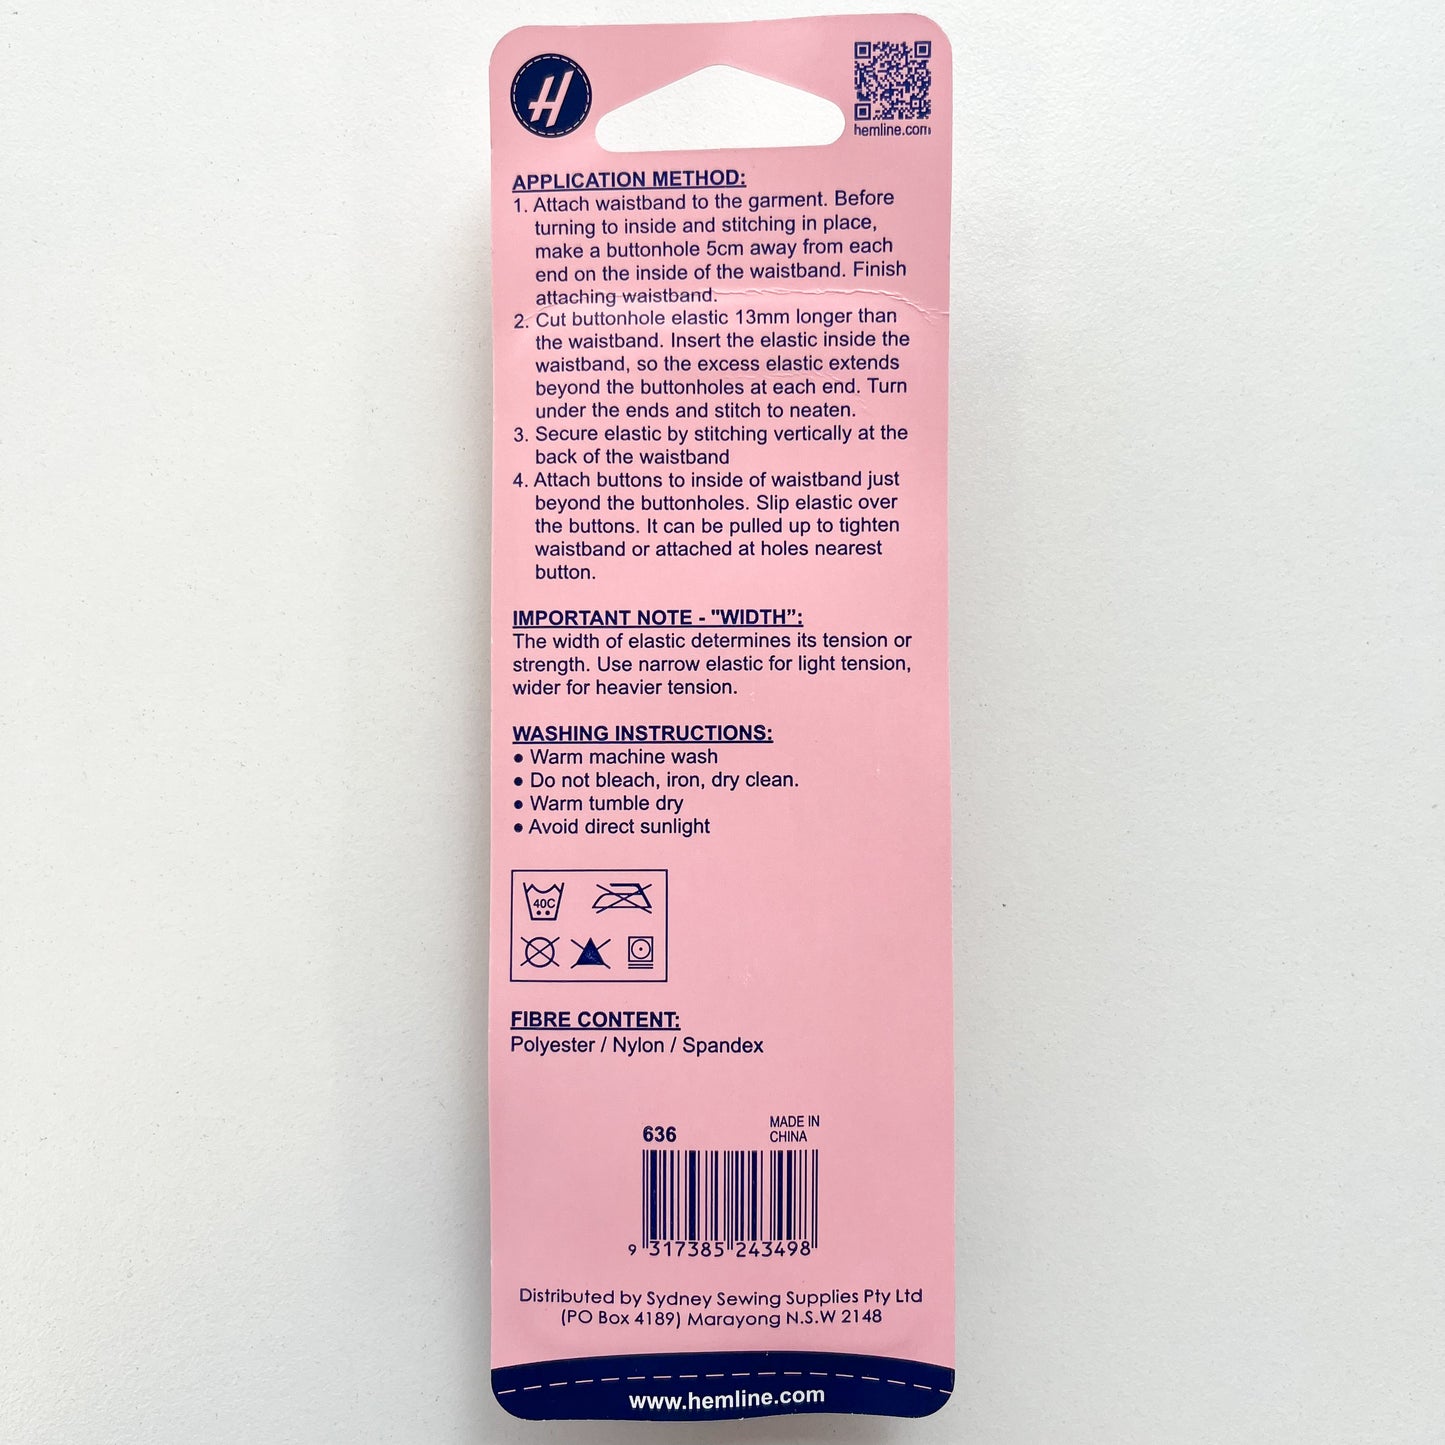 H
hemline.com
APPLICATION METHOD:
1. Attach waistband to the garment. Before
turning to inside and stitching in place,
make a buttonhole 5cm away from each
end on the inside of the waistband. Finish
attaching waistband.
2. Cut buttonhole elastic 13mm longer than
the waistband. Insert the elastic inside the
waistband, so the excess elastic extends
beyond the buttonholes at each end. Turn
under the ends and stitch to neaten.
3. Secure elastic by stitching vertically at the
back of the waistband
4. Attach buttons to inside of waistband just
beyond the buttonholes. Slip elastic over
the buttons. It can be pulled up to tighten
waistband or attached at holes nearest
button.
IMPORTANT NOTE - "WIDTH”:
The width of elastic determines its tension or
strength. Use narrow elastic for light tension,
wider for heavier tension.
WASHING INSTRUCTIONS:
● Warm machine wash
● Do not bleach, iron, dry clean.
● Warm tumble dry
● Avoid direct sunlight
40C
FIBRE CONTENT:
Polyester / Nylon / Spandex
636
MADE IN
CHINA
9 317385 243498
Distributed by Sydney Sewing Supplies Pty Ltd
(PO Box 4189) Marayong N.S.W 2148
www.hemline.com